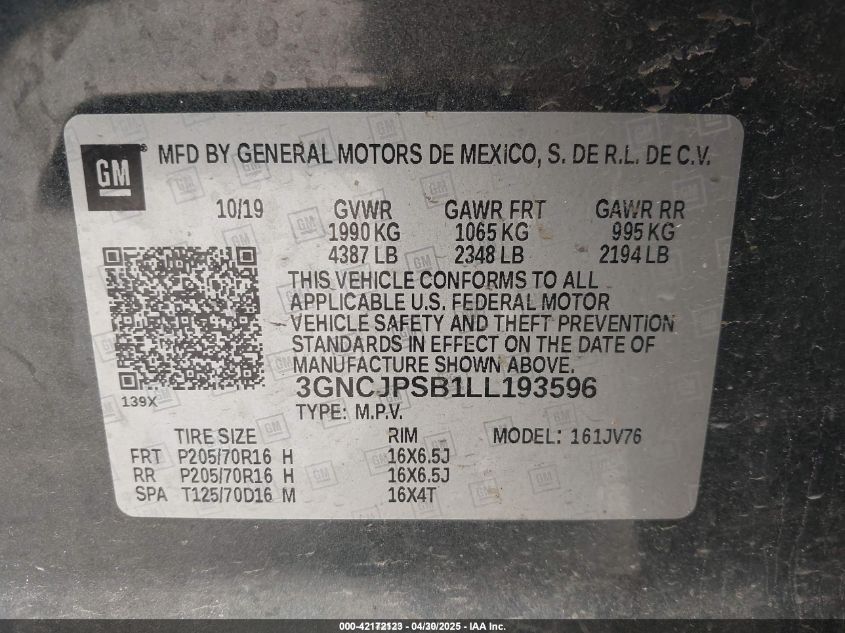 GM ® MFD BY GENERAL MOTORS DE MEXICO, S. DE R.L. DE C.V.
10/19 GVWR GAWR FRT GAWR RR
1990 KG 1065 KG 995 KG
4387 LB 2348 LB 2194 LB
THIS VEHICLE CONFORMS TO ALL
APPLICABLE U.S. FEDERAL MOTOR
VEHICLE SAFETY AND THEFT PREVENTION
STANDARDS IN EFFECT ON THE DATE OF
MANUFACTURE SHOWN ABOVE.
139X 3GNCJPSB1LL193596
TYPE: M.P.V.
TIRE SIZE RIM MODEL: 161JV76
FRT P205/70R16 H 16X6.5J
RR P205/70R16 H 16X6.5J
SPA T125/70D16 M 16X4T
000-42172123 - 04/30/2025 - IAA Inc.